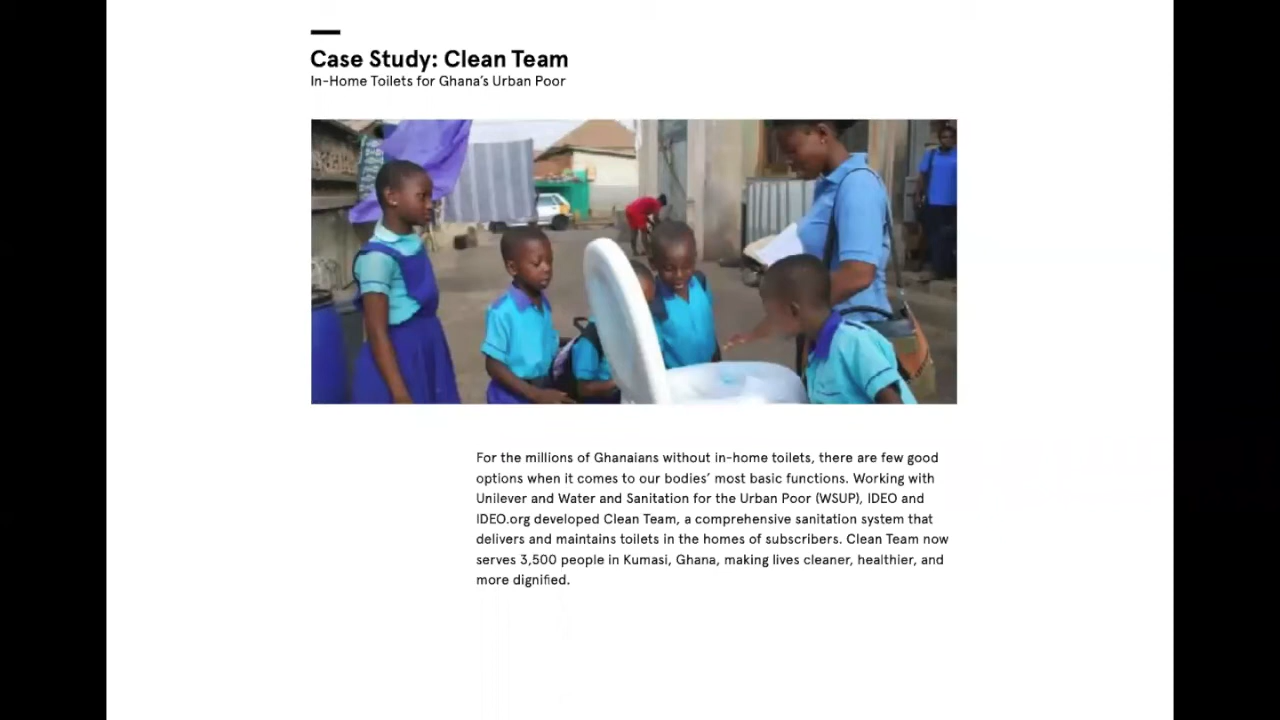 Case Study: Clean Team
In-Home Toilets for Ghana’s Urban Poor
For the millions of Ghanaians without in-home toilets, there are few good
options when it comes to our bodies’ most basic functions. Working with
Unilever and Water and Sanitation for the Urban Poor (WSUP), IDEO and
IDEO.org developed Clean Team, a comprehensive sanitation system that
delivers and maintains toilets in the homes of subscribers. Clean Team now
serves 3,500 people in Kumasi, Ghana, making lives cleaner, healthier, and
more dignified.